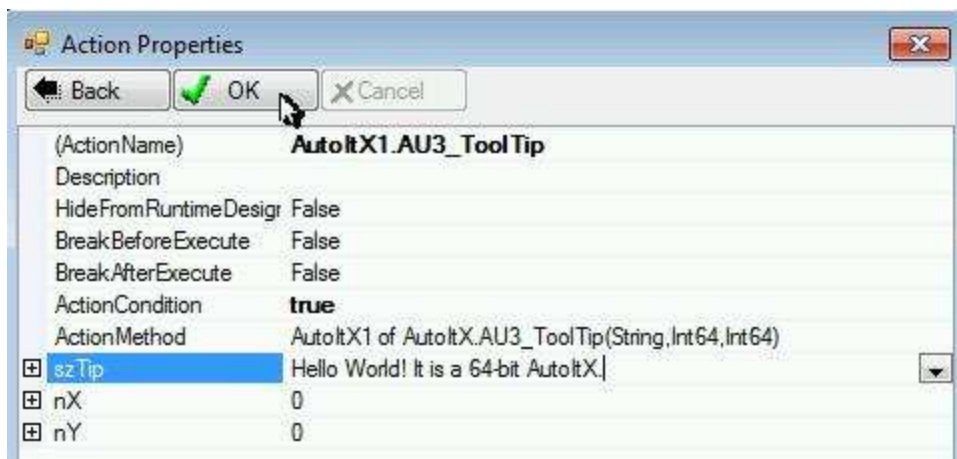 Action Properties
Back OK Cancel
(ActionName) AutoItX1.AU3_ToolTip
Description
HideFromRuntimeDesigr False
BreakBeforeExecute False
BreakAfterExecute False
ActionCondition true
ActionMethod AutoItX1 of AutoItX.AU3_ToolTip(String,Int64,Int64)
szTip Hello World! It is a 64-bit AutoItX.
nX 0
nY 0